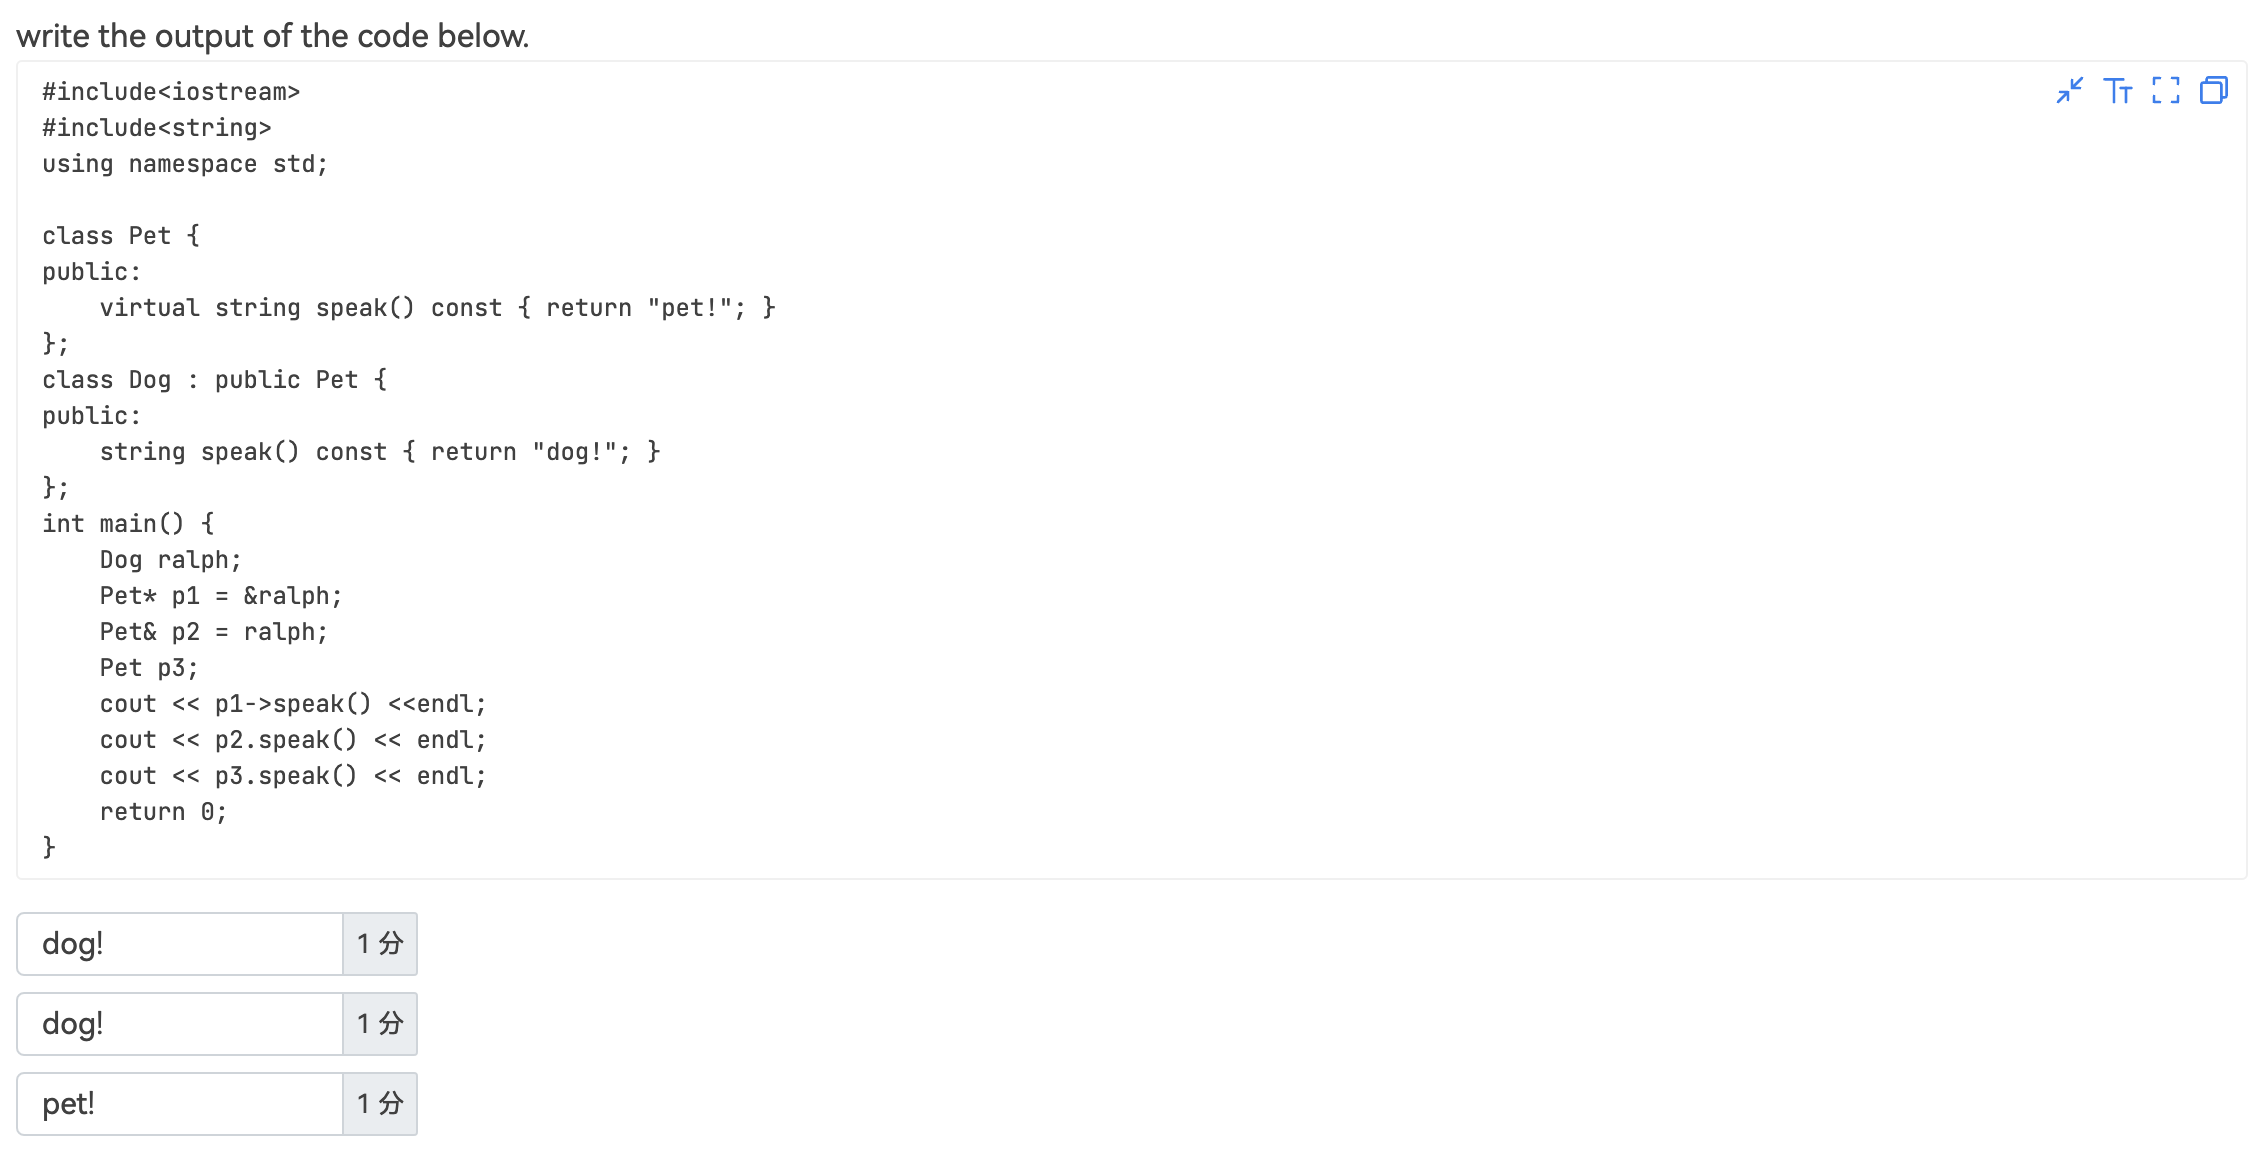 write the output of the code below.
#include<iostream>
#include<string>
using namespace std;

class Pet {
public:
    virtual string speak() const { return "pet!"; }
};
class Dog : public Pet {
public:
    string speak() const { return "dog!"; }
};
int main() {
    Dog ralph;
    Pet* p1 = &ralph;
    Pet& p2 = ralph;
    Pet p3;
    cout << p1->speak() <<endl;
    cout << p2.speak() << endl;
    cout << p3.speak() << endl;
    return 0;
}
dog! 1 分
dog! 1 分
pet! 1 分